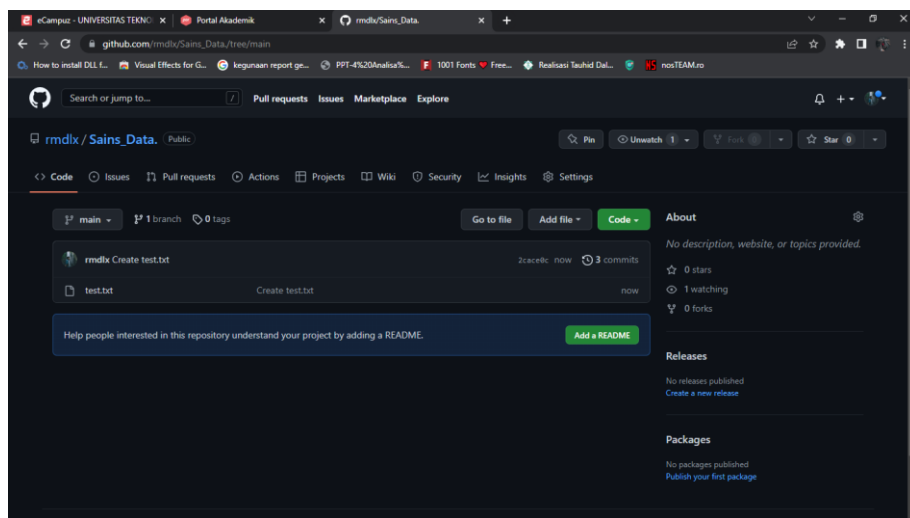 eCampuz - UNIVERSITAS TEKNO
Portal Akademik
rmdlx/Sains_Data.
github.com/rmdlx/Sains_Data./tree/main
How to install DLL f...
Visual Effects for G...
kegunaan report ge...
PPT-4%20Analisa%...
1001 Fonts ❤ Free...
Realisasi Tauhid Dal...
nosTEAM.ro
Search or jump to...
/
Pull requests Issues Marketplace Explore
rmdlx / Sains_Data. Public
Pin
Unwatch 1
Fork 0
Star 0
Code Issues Pull requests Actions Projects Wiki Security Insights Settings
main 1 branch 0 tags
Go to file Add file Code
rmdlx Create test.txt
2cace0c now 3 commits
test.txt Create test.txt now
Help people interested in this repository understand your project by adding a README.
Add a README
About
No description, website, or topics provided.
0 stars
1 watching
0 forks
Releases
No releases published
Create a new release
Packages
No packages published
Publish your first package